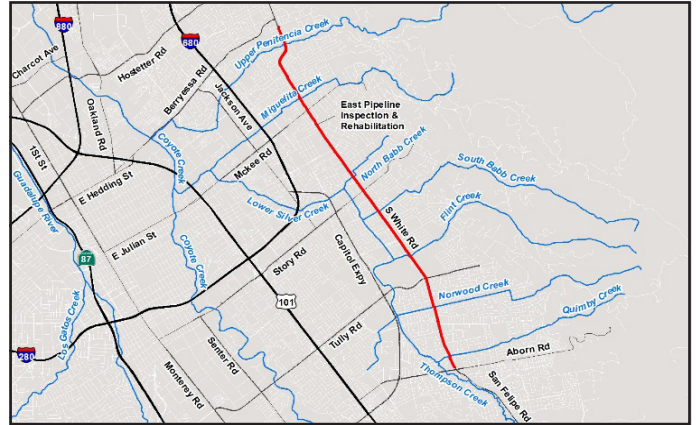 880
680
Charcot Ave
Hostetter Rd
Upper Penitencia Creek
Berryessa Rd
Jackson Ave
Miguelita Creek
Oakland Rd
East Pipeline
Inspection &
Rehabilitation
1st St
Coyote Creek
Mckee Rd
North Babb Creek
South Babb Creek
Guadalupe River
E Hedding St
Lower Silver Creek
Flint Creek
S White Rd
E Julian St
Coyote Creek
Capitol Expy
Story Rd
87
Norwood Creek
101
Quimby Creek
Los Gatos Creek
Tully Rd
280
Senter Rd
Aborn Rd
Monterey Rd
Thompson Creek
San Felipe Rd